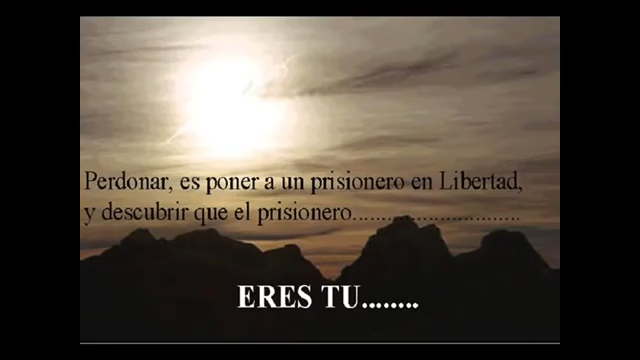 Perdonar, es poner a un prisionero en Libertad,
y descubrir que el prisionero............................
ERES TU........